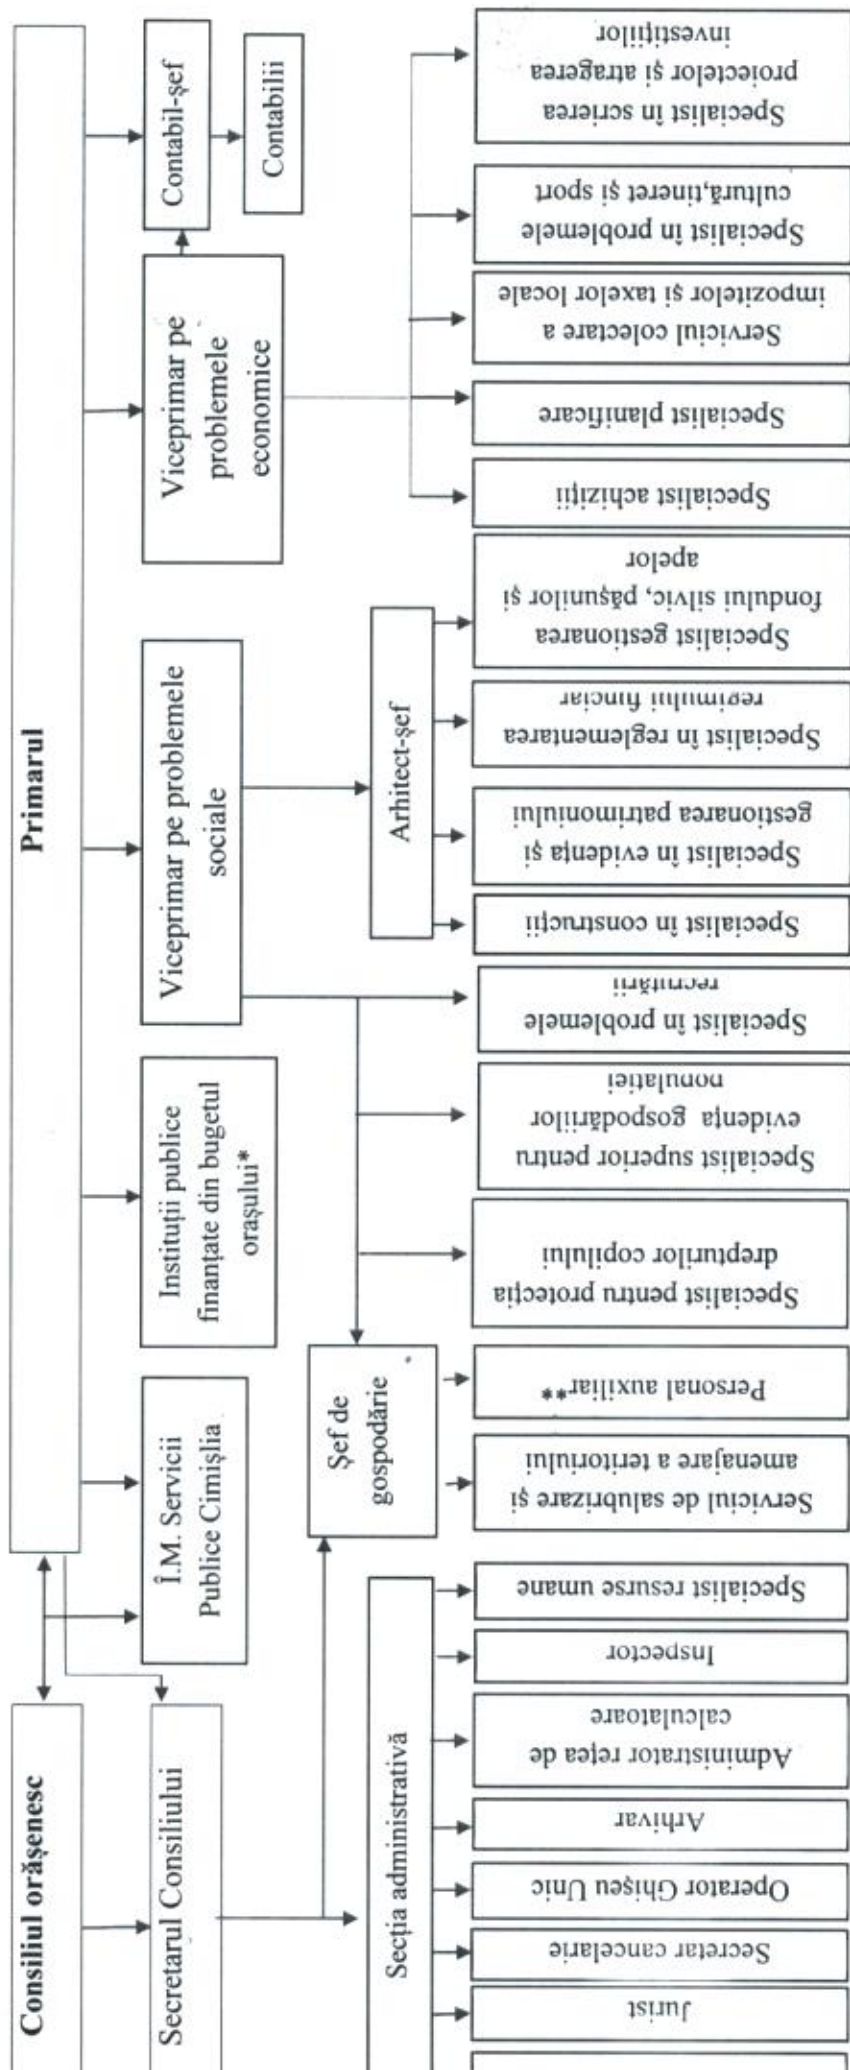 Consiliul orășenesc
Primarul
Secretarul Consiliului
Î.M. Servicii
Publice Cimișlia
Instituții publice
finanțate din bugetul
orașului*
Viceprimar pe problemele
sociale
Viceprimar pe
problemele
economice
Contabil-șef
Contabilii
Secția administrativă
Șef de
gospodărie
Arhitect-șef
Jurist
Secretar cancelarie
Operator Ghișeu Unic
Arhivar
Administrator rețea de
calculatoare
Inspector
Specialist resurse umane
Serviciul de salubrizare și
amenajare a teritoriului
Personal auxiliar**
Specialist pentru protecția
drepturilor copilului
Specialist superior pentru
evidența gospodăriilor
populatiei
Specialist în problemele
recrutării
Specialist în construcții
Specialist în evidența și
gestionarea patrimoniului
Specialist în reglementarea
regimului funciar
Specialist gestionarea
fondului silvic, pășunilor și
apelor
Specialist achiziții
Specialist planificare
Serviciul colectare a
impozitelor și taxelor locale
Specialist în problemele
cultură,tineret și sport
Specialist în scrierea
proiectelor și atragerea
investițiilor